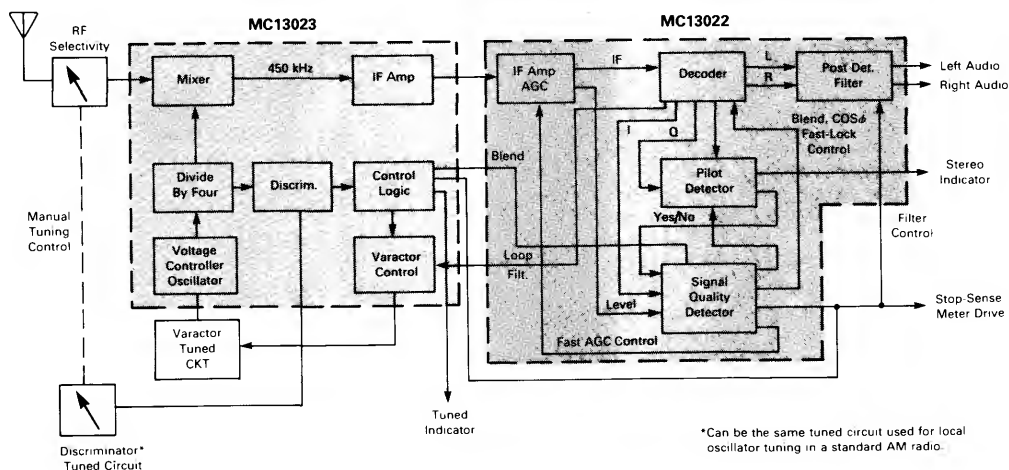 MC13023
MC13022
RF
Selectivity
Mixer
450 kHz
IF Amp
IF Amp
AGC
IF
Decoder
L
R
Post Det.
Filter
Left Audio
Right Audio
I
Q
Blend, COSϕ
Fast-Lock
Control
Blend
Divide
By Four
Discrim.
Control
Logic
Pilot
Detector
Stereo
Indicator
Manual
Tuning
Control
Yes/No
Filter
Control
Voltage
Controller
Oscillator
Varactor
Control
Loop
Filt.
Signal
Quality
Detector
Level
Stop-Sense
Meter Drive
Varactor
Tuned
CKT
Fast AGC Control
Tuned
Indicator
Discriminator*
Tuned Circuit
*Can be the same tuned circuit used for local
oscillator tuning in a standard AM radio.